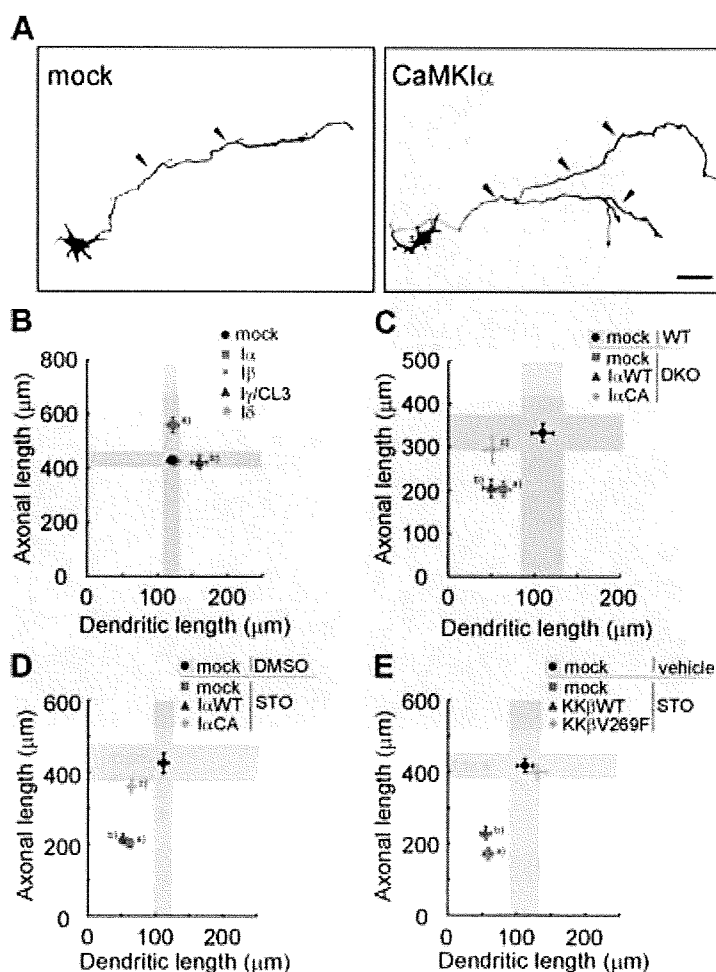 A
mock
CaMKIα
B
mock
Iα
Iβ
Iγ/CL3
Iδ
800
600
400
200
0
Axonal length (μm)
0
100
200
Dendritic length (μm)
C
mock
WT
mock
IαWT
IαCA
DKO
500
400
300
200
100
0
Axonal length (μm)
0
100
200
Dendritic length (μm)
D
mock
DMSO
mock
IαWT
IαCA
STO
600
400
200
0
Axonal length (μm)
0
100
200
Dendritic length (μm)
E
mock
vehicle
mock
KKβWT
KKβV269F
STO
600
400
200
0
Axonal length (μm)
0
100
200
Dendritic length (μm)